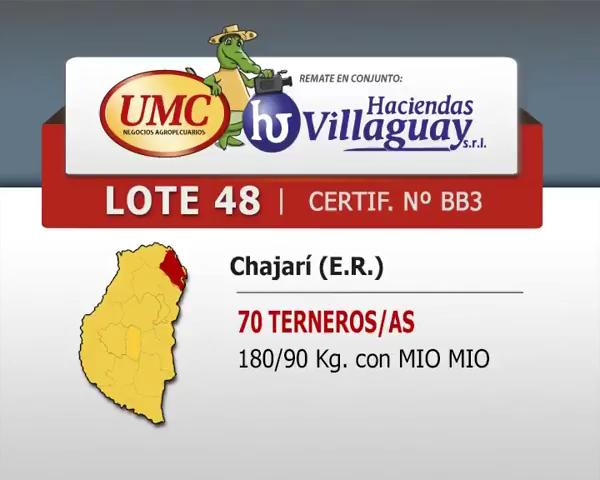 REMATE EN CONJUNTO:
UMC
NEGOCIOS AGROPECUARIOS
hv
Haciendas
Villaguay
s.r.l.
LOTE 48 | CERTIF. Nº BB3
Chajarí (E.R.)
70 TERNEROS/AS
180/90 Kg. con MIO MIO